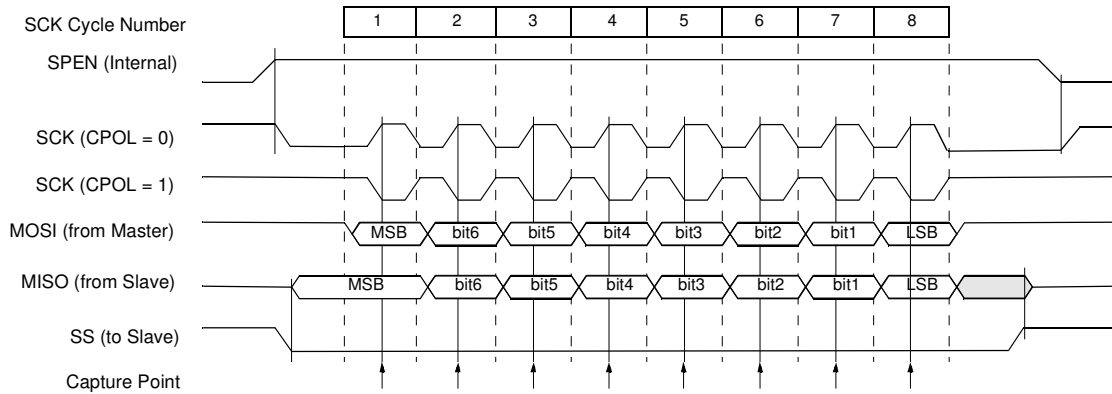 SCK Cycle Number 1 2 3 4 5 6 7 8
SPEN (Internal)
SCK (CPOL = 0)
SCK (CPOL = 1)
MOSI (from Master) MSB bit6 bit5 bit4 bit3 bit2 bit1 LSB
MISO (from Slave) MSB bit6 bit5 bit4 bit3 bit2 bit1 LSB
SS (to Slave)
Capture Point